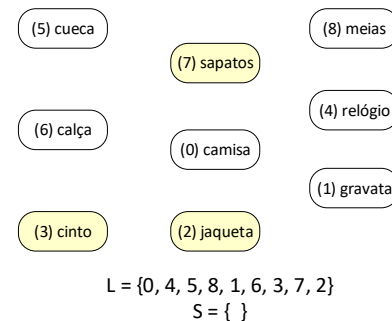 (5) cueca
(8) meias
(7) sapatos
(4) relógio
(6) calça
(0) camisa
(1) gravata
(3) cinto
(2) jaqueta
L = {0, 4, 5, 8, 1, 6, 3, 7, 2}
S = { }